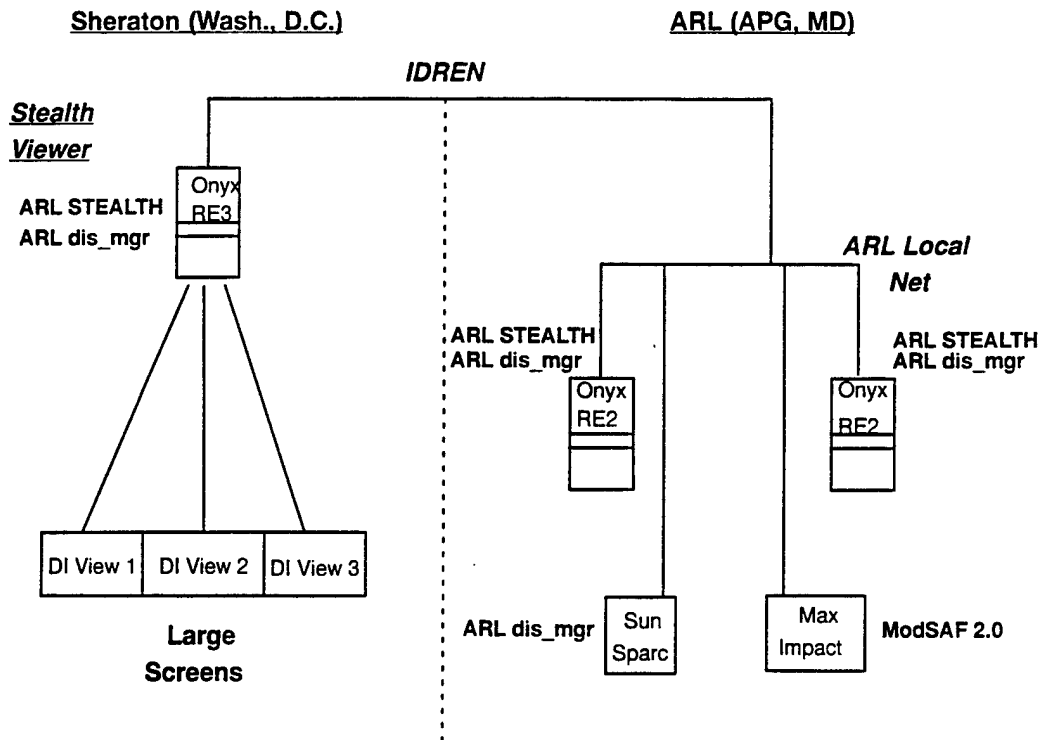 Sheraton (Wash., D.C.)
ARL (APG, MD)
IDREN
Stealth
Viewer
Onyx
RE3
ARL STEALTH
ARL dis_mgr
ARL Local
Net
ARL STEALTH
ARL dis_mgr
Onyx
RE2
ARL STEALTH
ARL dis_mgr
Onyx
RE2
DI View 1
DI View 2
DI View 3
Large
Screens
ARL dis_mgr
Sun
Sparc
Max
Impact
ModSAF 2.0